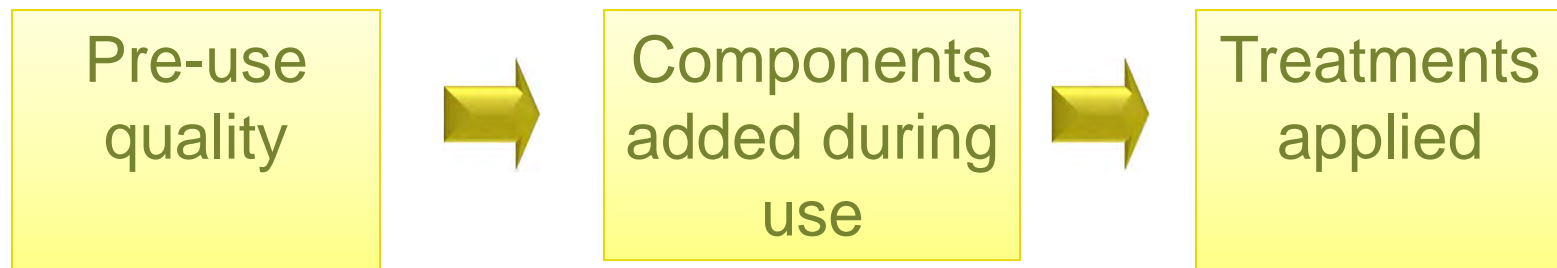 Pre-use
quality
Components
added during
use
Treatments
applied